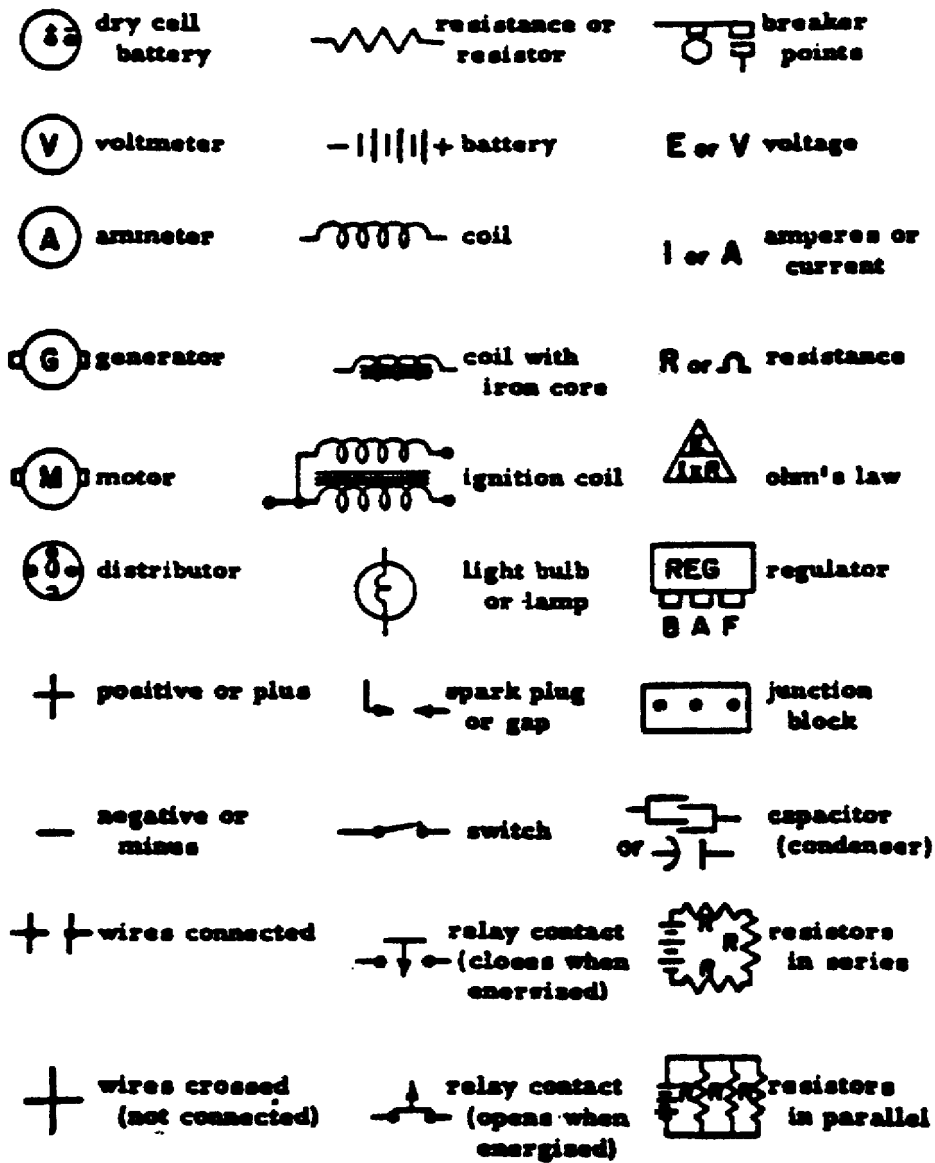 dry cell
battery
resistance or
resistor
breaker
points
V voltmeter
battery
E or V voltage
A ammeter
coil
I or A amperes or
current
G generator
coil with
iron core
R or Ω resistance
M motor
ignition coil
E
IxR
ohm's law
distributor
light bulb
or lamp
REG
B A F
regulator
+ positive or plus
spark plug
or gap
junction
block
− negative or
minus
switch
or
capacitor
(condenser)
wires connected
relay contact
(closes when
energized)
R
R
R
resistors
in series
wires crossed
(not connected)
relay contact
(opens when
energized)
R R R
resistors
in parallel